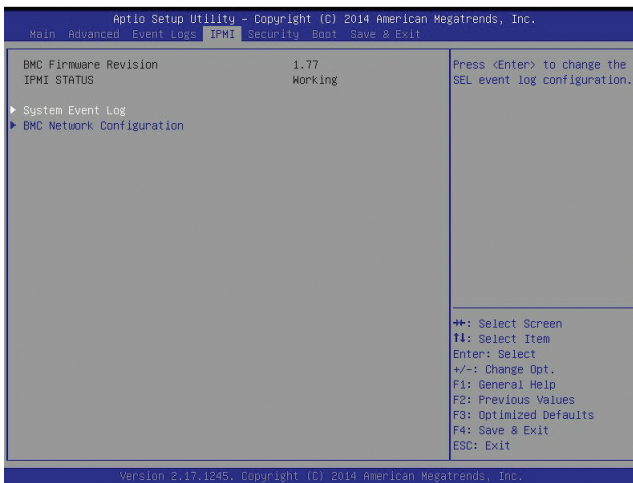 Aptio Setup Utility – Copyright (C) 2014 American Megatrends, Inc.
Main Advanced Event Logs IPMI Security Boot Save & Exit
BMC Firmware Revision 1.77
IPMI STATUS Working
▶ System Event Log
▶ BMC Network Configuration
Press <Enter> to change the
SEL event log configuration.
→←: Select Screen
↑↓: Select Item
Enter: Select
+/-: Change Opt.
F1: General Help
F2: Previous Values
F3: Optimized Defaults
F4: Save & Exit
ESC: Exit
Version 2.17.1245. Copyright (C) 2014 American Megatrends, Inc.